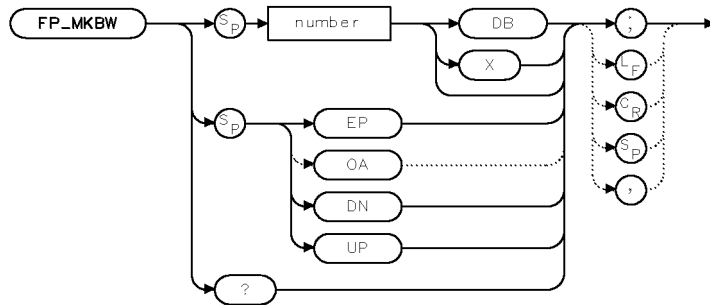 FP_MKBW
SP
number
DB
;
X
LF
CR
SP
EP
SP
OA
,
DN
UP
?